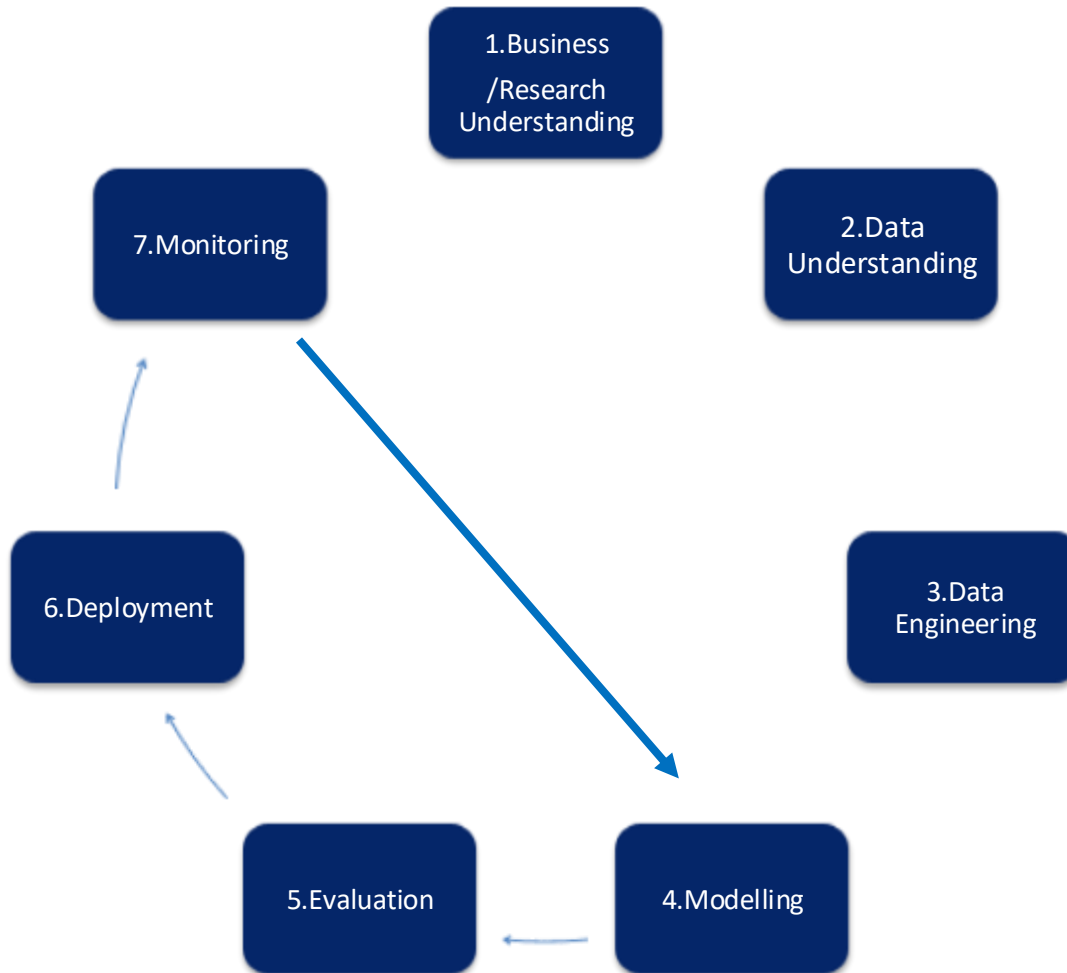 1.Business
/Research
Understanding
2.Data
Understanding
3.Data
Engineering
4.Modelling
5.Evaluation
6.Deployment
7.Monitoring